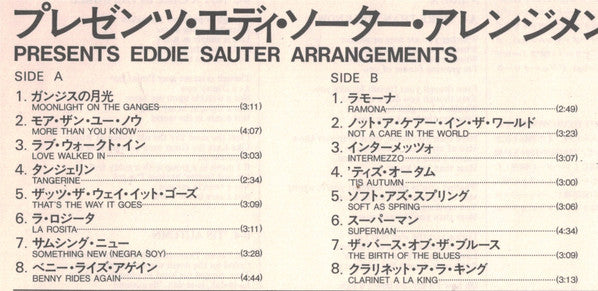 プレゼンツ・エディ・ソーター・アレンジメン
PRESENTS EDDIE SAUTER ARRANGEMENTS
SIDE A
1. ガンジスの月光
MOONLIGHT ON THE GANGES (3:11)
2. モア・ザン・ユー・ノウ
MORE THAN YOU KNOW (4:07)
3. ラブ・ウォークト・イン
LOVE WALKED IN (3:03)
4. タンジェリン
TANGERINE (2:34)
5. ザッツ・ザ・ウェイ・イット・ゴーズ
THAT'S THE WAY IT GOES (3:09)
6. ラ・ロジータ
LA ROSITA (3:11)
7. サムシング・ニュー
SOMETHING NEW (NEGRA SOY) (3:28)
8. ベニー・ライズ・アゲイン
BENNY RIDES AGAIN (4:44)
SIDE B
1. ラモーナ
RAMONA (2:49)
2. ノット・ア・ケアー・イン・ザ・ワールド
NOT A CARE IN THE WORLD (3:23)
3. インターメッツォ
INTERMEZZO (3:07)
4. 'ティズ・オータム
'TIS AUTUMN (3:00)
5. ソフト・アズ・スプリング
SOFT AS SPRING (3:06)
6. スーパーマン
SUPERMAN (4:34)
7. ザ・バース・オブ・ザ・ブルース
THE BIRTH OF THE BLUES (3:09)
8. クラリネット・ア・ラ・キング
CLARINET A LA KING (3:13)